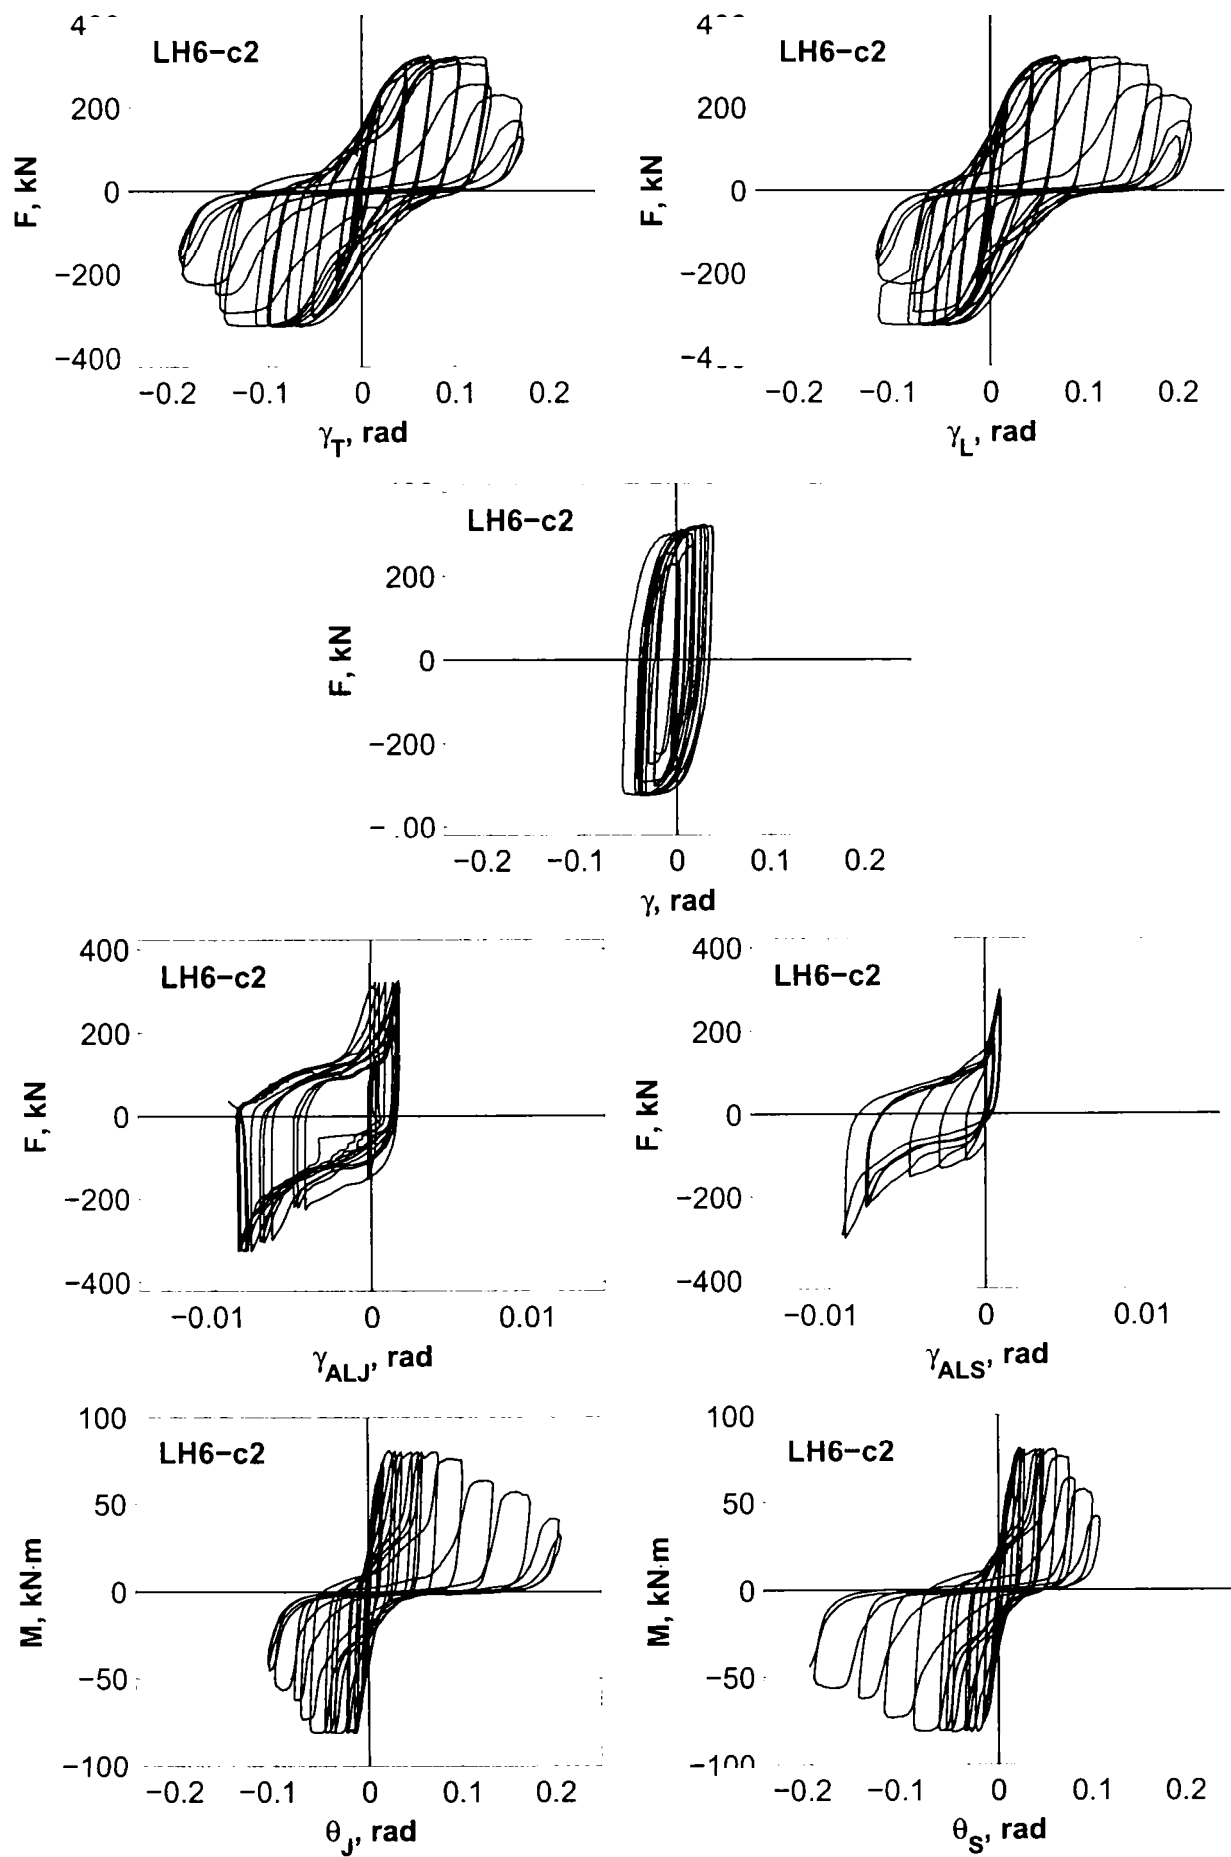 LH6−c2
200
0
−200
−400
F, kN
−0.2 −0.1 0 0.1 0.2
γT, rad
LH6−c2
200
0
−200
F, kN
−0.2 −0.1 0 0.1 0.2
γL, rad
LH6−c2
200
0
−200
F, kN
−0.2 −0.1 0 0.1 0.2
γ, rad
400
LH6−c2
200
0
−200
−400
F, kN
−0.01 0 0.01
γALJ, rad
400
LH6−c2
200
0
−200
−400
F, kN
−0.01 0 0.01
γALS, rad
100
LH6−c2
50
0
−50
−100
M, kN·m
−0.2 −0.1 0 0.1 0.2
θJ, rad
100
LH6−c2
50
0
−50
M, kN·m
−0.2 −0.1 0 0.1 0.2
θS, rad